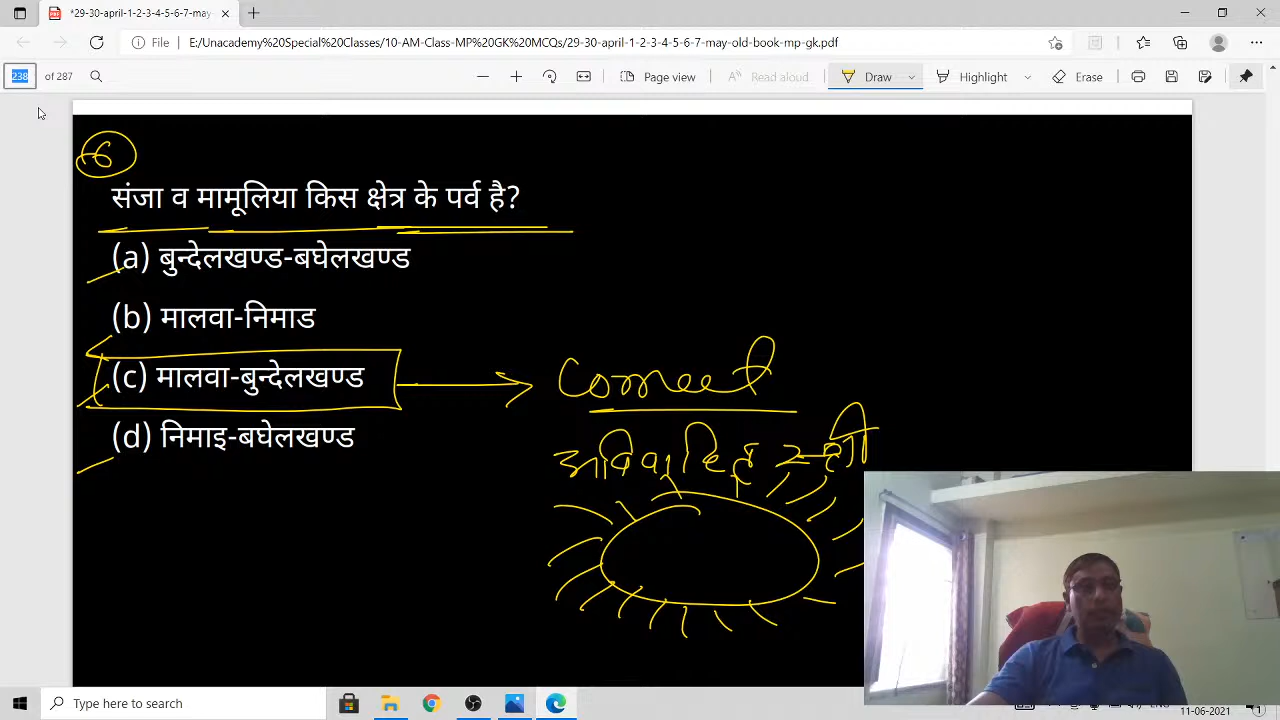 *29-30-april-1-2-3-4-5-6-7-may
File E:/Unacademy%20Special%20Classes/10-AM-Class-MP%20GK%20MCQs/29-30-april-1-2-3-4-5-6-7-may-old-book-mp-gk.pdf
238 of 287 Page view Read aloud Draw Highlight Erase
6
संजा व मामूलिया किस क्षेत्र के पर्व है?
(a) बुन्देलखण्ड-बघेलखण्ड
(b) मालवा-निमाड
(c) मालवा-बुन्देलखण्ड
correct
(d) निमाइ-बघेलखण्ड
अविवाहित स्त्री
Type here to search
11-06-2021